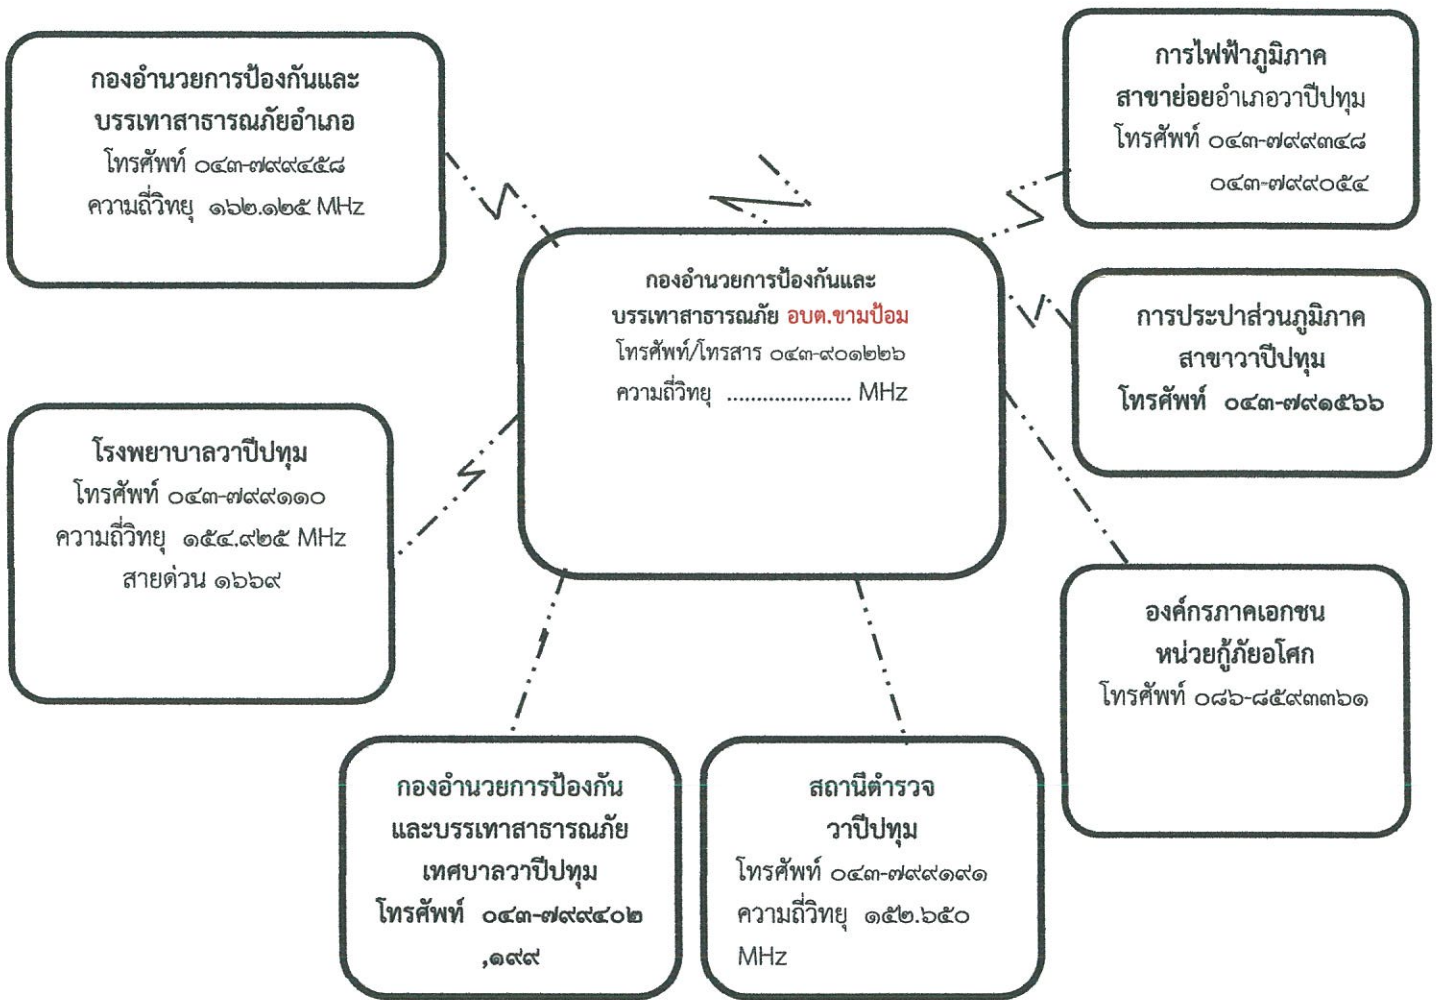 กองอำนวยการป้องกันและ
บรรเทาสาธารณภัยอำเภอ
โทรศัพท์ ๐๔๓-๗๙๙๔๕๘
ความถี่วิทยุ ๑๖๒.๑๒๕ MHz
การไฟฟ้าภูมิภาค
สาขาย่อยอำเภอวาปีปทุม
โทรศัพท์ ๐๔๓-๗๙๙๓๔๘
๐๔๓-๗๙๙๐๕๔
กองอำนวยการป้องกันและ
บรรเทาสาธารณภัย อบต.ขามป้อม
โทรศัพท์/โทรสาร ๐๔๓-๙๐๑๒๒๖
ความถี่วิทยุ ..................... MHz
การประปาส่วนภูมิภาค
สาขาวาปีปทุม
โทรศัพท์ ๐๔๓-๗๙๑๕๖๖
โรงพยาบาลวาปีปทุม
โทรศัพท์ ๐๔๓-๗๙๙๑๑๐
ความถี่วิทยุ ๑๕๔.๙๒๕ MHz
สายด่วน ๑๖๖๙
องค์กรภาคเอกชน
หน่วยกู้ภัยอโศก
โทรศัพท์ ๐๘๖-๘๕๙๓๓๖๑
กองอำนวยการป้องกัน
และบรรเทาสาธารณภัย
เทศบาลวาปีปทุม
โทรศัพท์ ๐๔๓-๗๙๙๔๐๒
,๑๙๙
สถานีตำรวจ
วาปีปทุม
โทรศัพท์ ๐๔๓-๗๙๙๑๙๑
ความถี่วิทยุ ๑๕๒.๖๕๐
MHz